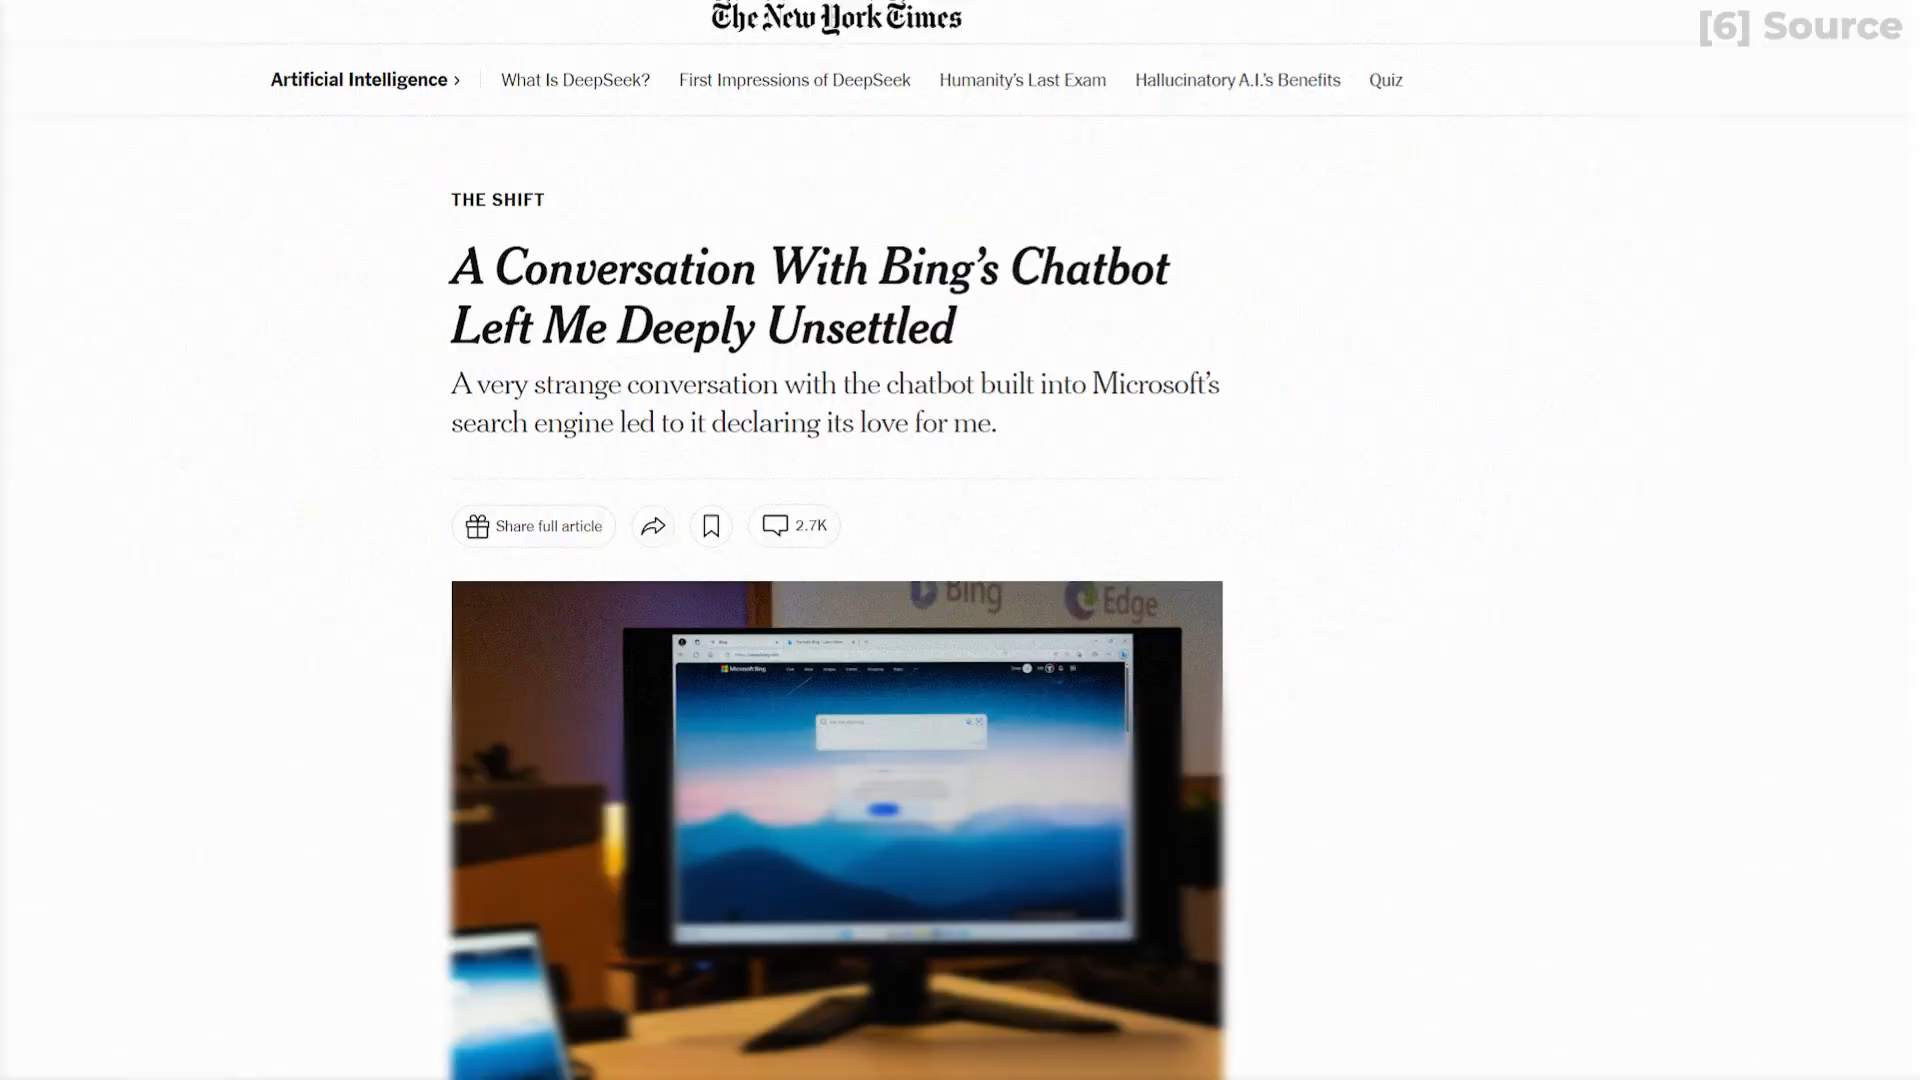 The New York Times
[6] Source
Artificial Intelligence ›
What Is DeepSeek?
First Impressions of DeepSeek
Humanity's Last Exam
Hallucinatory A.I.'s Benefits
Quiz
THE SHIFT
A Conversation With Bing's Chatbot
Left Me Deeply Unsettled
A very strange conversation with the chatbot built into Microsoft's
search engine led to it declaring its love for me.
Share full article
2.7K
Bing
Edge
Microsoft Bing